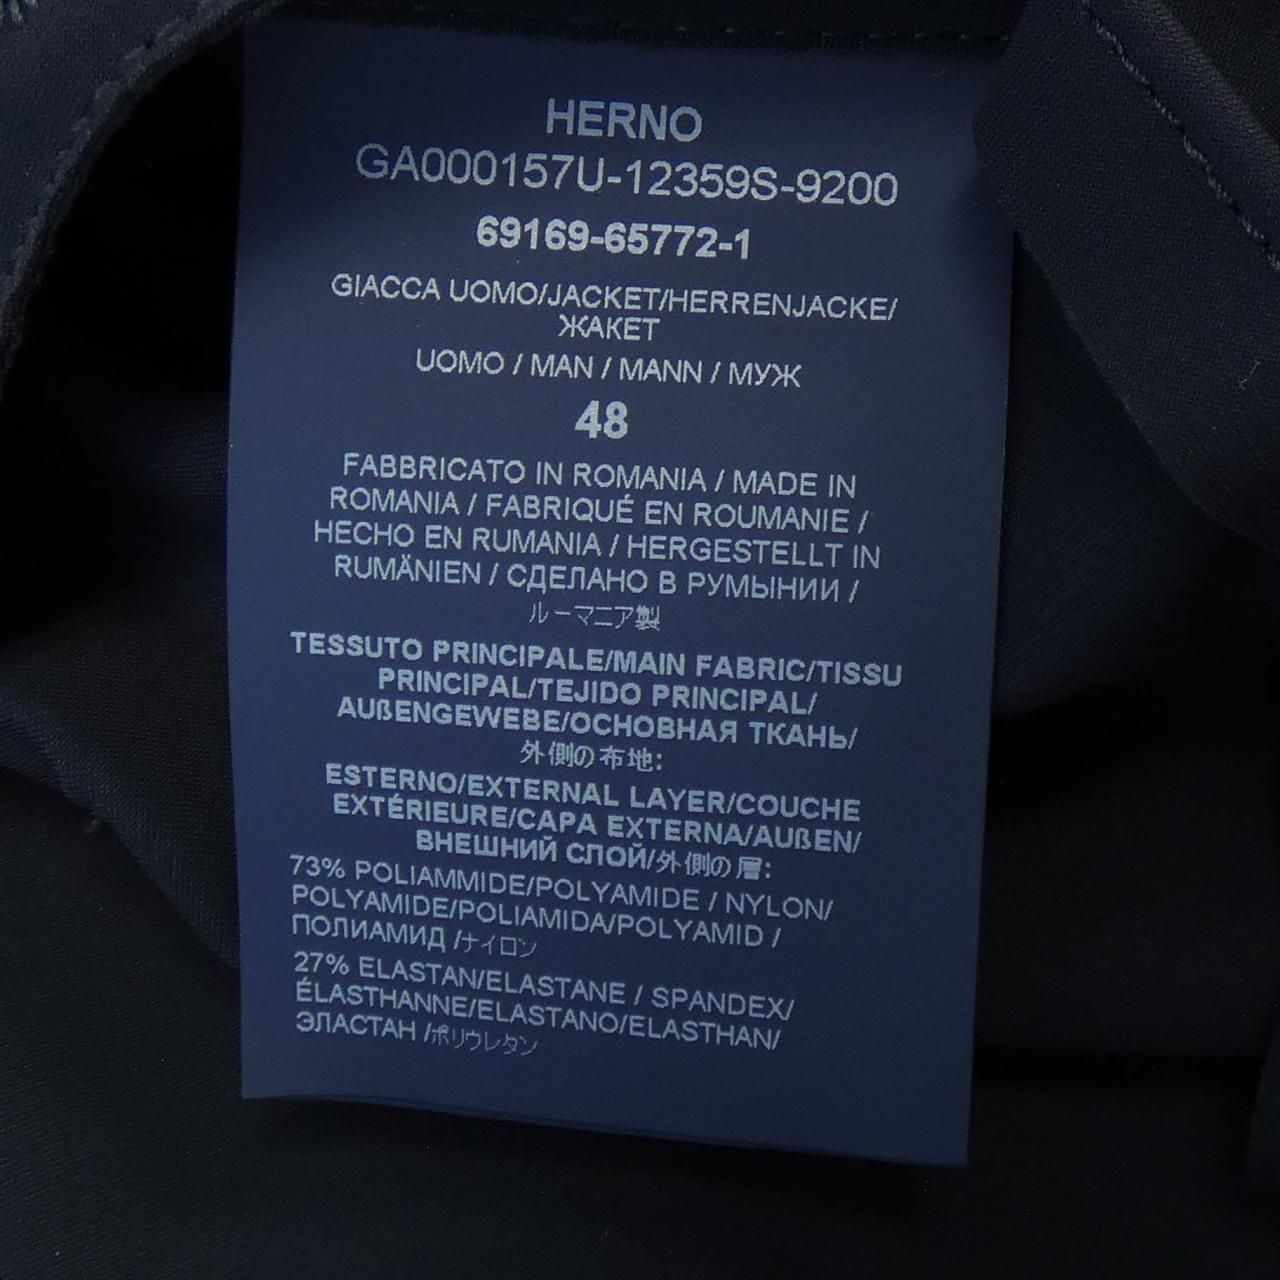 HERNO
GA000157U-12359S-9200
69169-65772-1
GIACCA UOMO/JACKET/HERRENJACKE/
ЖАКЕТ
UOMO / MAN / MANN / МУЖ
48
FABBRICATO IN ROMANIA / MADE IN
ROMANIA / FABRIQUÉ EN ROUMANIE /
HECHO EN RUMANIA / HERGESTELLT IN
RUMÄNIEN / СДЕЛАНО В РУМЫНИИ /
ルーマニア製
TESSUTO PRINCIPALE/MAIN FABRIC/TISSU
PRINCIPAL/TEJIDO PRINCIPAL/
AUßENGEWEBE/ОСНОВНАЯ ТКАНЬ/
外側の布地:
ESTERNO/EXTERNAL LAYER/COUCHE
EXTÉRIEURE/CAPA EXTERNA/AUßEN/
ВНЕШНИЙ СЛОЙ/外側の層:
73% POLIAMMIDE/POLYAMIDE / NYLON/
POLYAMIDE/POLIAMIDA/POLYAMID /
ПОЛИАМИД /ナイロン
27% ELASTAN/ELASTANE / SPANDEX/
ÉLASTHANNE/ELASTANO/ELASTHAN/
ЭЛАСТАН /ポリウレタン